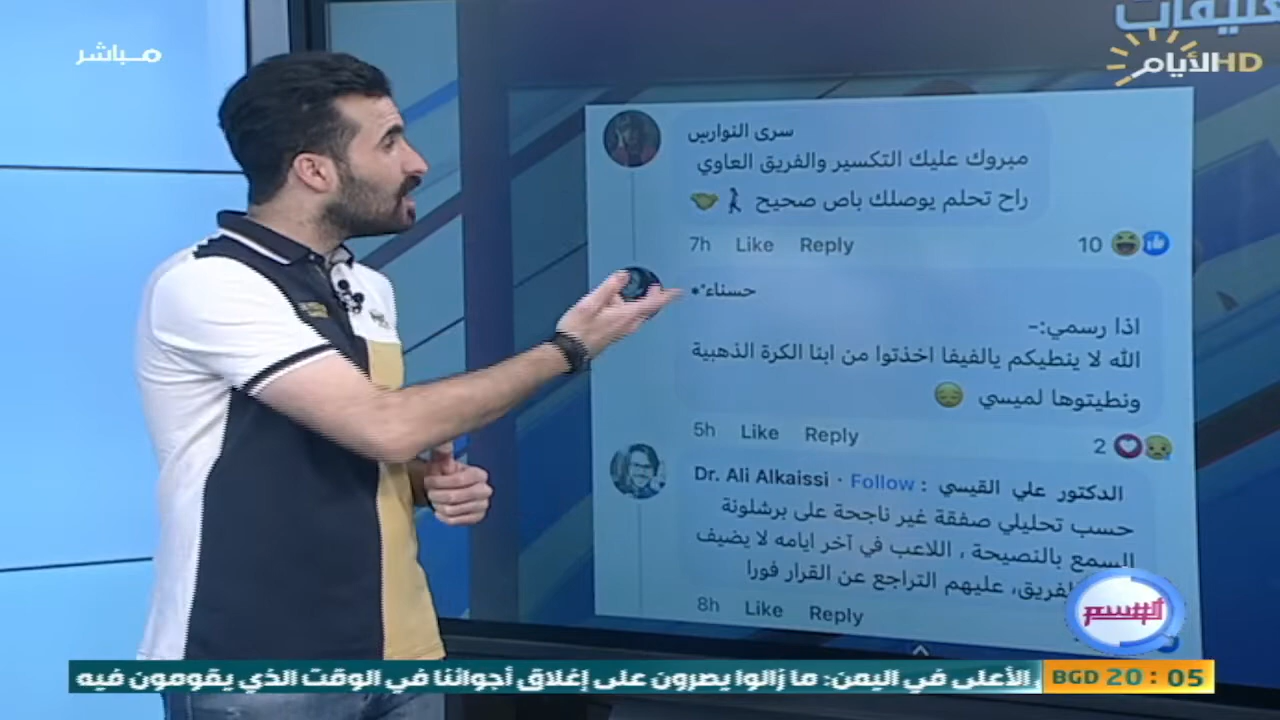 تعليقات
مباشر
الأيام HD
سرى النوارس
مبروك عليك التكسير والفريق العاوي
راح تحلم يوصلك باص صحيح
7h Like Reply 10
حسناء
اذا رسمي:-
الله لا ينطيكم يالفيفا اخذتوا من ابنا الكرة الذهبية
ونطيتوها لميسي
5h Like Reply 2
Dr. Ali Alkaissi · Follow : الدكتور علي القيسي
حسب تحليلي صفقة غير ناجحة على برشلونة
السمع بالنصيحة ، اللاعب في آخر ايامه لا يضيف
للفريق، عليهم التراجع عن القرار فورا
8h Like Reply
الأعلى في اليمن: ما زالوا يصرون على إغلاق أجوائنا في الوقت الذي يقومون فيه
BGD 20:05